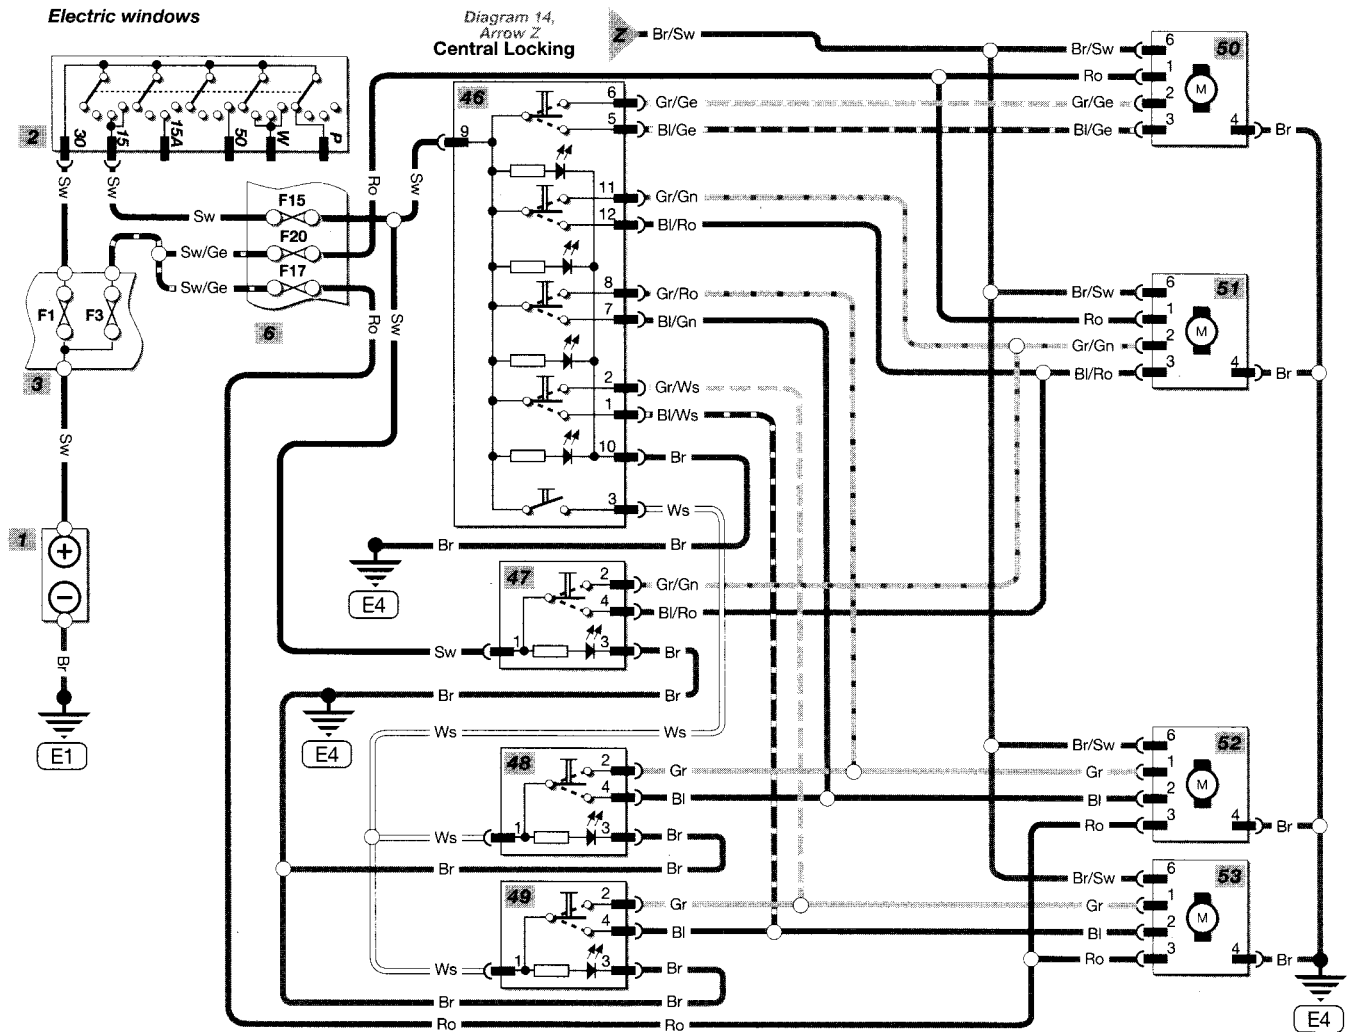 Electric windows
Diagram 14,
Arrow Z
Central Locking
Z Br/Sw
2 30 15 15A 50 W P
Sw Sw
Sw F15
Sw/Ge F20
Sw/Ge F17
Ro Ro Sw Sw
6
F1 F3
3
Sw
1
+
−
Br
E1
46
9
6 Gr/Ge
5 Bl/Ge
11 Gr/Gn
12 Bl/Ro
8 Gr/Ro
7 Bl/Gn
2 Gr/Ws
1 Bl/Ws
10 Br
3 Ws
Br Br
E4
47
2 Gr/Gn
4 Bl/Ro
Sw 1 3 Br
Br Br
E4
Ws Ws
48
2 Gr
4 Bl
Ws 1 3 Br
Br Br
49
2 Gr
4 Bl
Ws 1 3 Br
Br Br
Ro Ro
50
Br/Sw 6
Ro 1
Gr/Ge 2
Bl/Ge 3
M
4 Br
51
Br/Sw 6
Ro 1
Gr/Gn 2
Bl/Ro 3
M
4 Br
52
Br/Sw 6
Gr 1
Bl 2
Ro 3
M
4 Br
53
Br/Sw 6
Gr 1
Bl 2
Ro 3
M
4 Br
E4